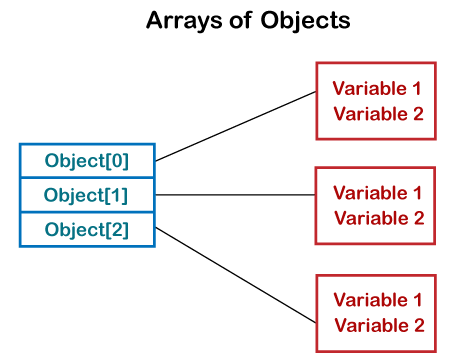 Arrays of Objects
Object[0]
Object[1]
Object[2]
Variable 1
Variable 2
Variable 1
Variable 2
Variable 1
Variable 2